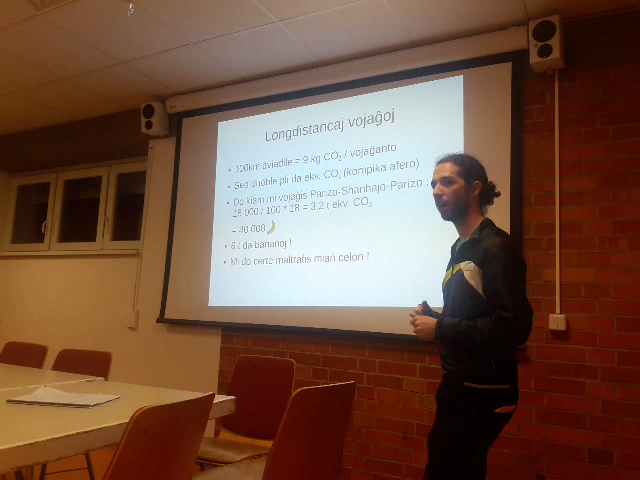 Longdistancaj vojaĝoj
• 100km aviadile = 9 kg CO₂ / vojaĝanto
• Sed duoble pli da ekv. CO₂ (kompika afero)
• Do kiam mi vojaĝis Parizo-Shanhajo-Parizo
18 000 / 100 * 18 = 3.2 t ekv. CO₂
= 40 000 🍌
• 6 t da bananoj !
• Mi do certe maltrafis mian celon !